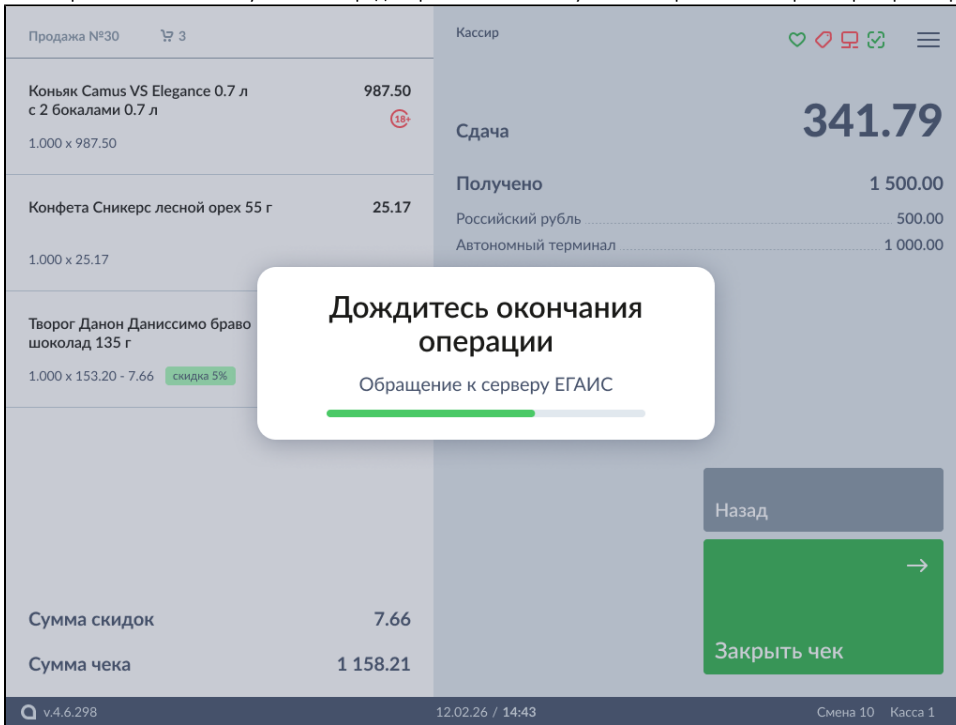 Продажа №30 3
Кассир
Коньяк Camus VS Elegance 0.7 л 987.50
с 2 бокалами 0.7 л
18+
1.000 x 987.50
Сдача 341.79
Получено 1 500.00
Российский рубль 500.00
Автономный терминал 1 000.00
Конфета Сникерс лесной орех 55 г 25.17
1.000 x 25.17
Творог Данон Даниссимо браво
шоколад 135 г
1.000 x 153.20 - 7.66 скидка 5%
Дождитесь окончания
операции
Обращение к серверу ЕГАИС
Назад
Закрыть чек
Сумма скидок 7.66
Сумма чека 1 158.21
v.4.6.298
12.02.26 / 14:43
Смена 10 Касса 1